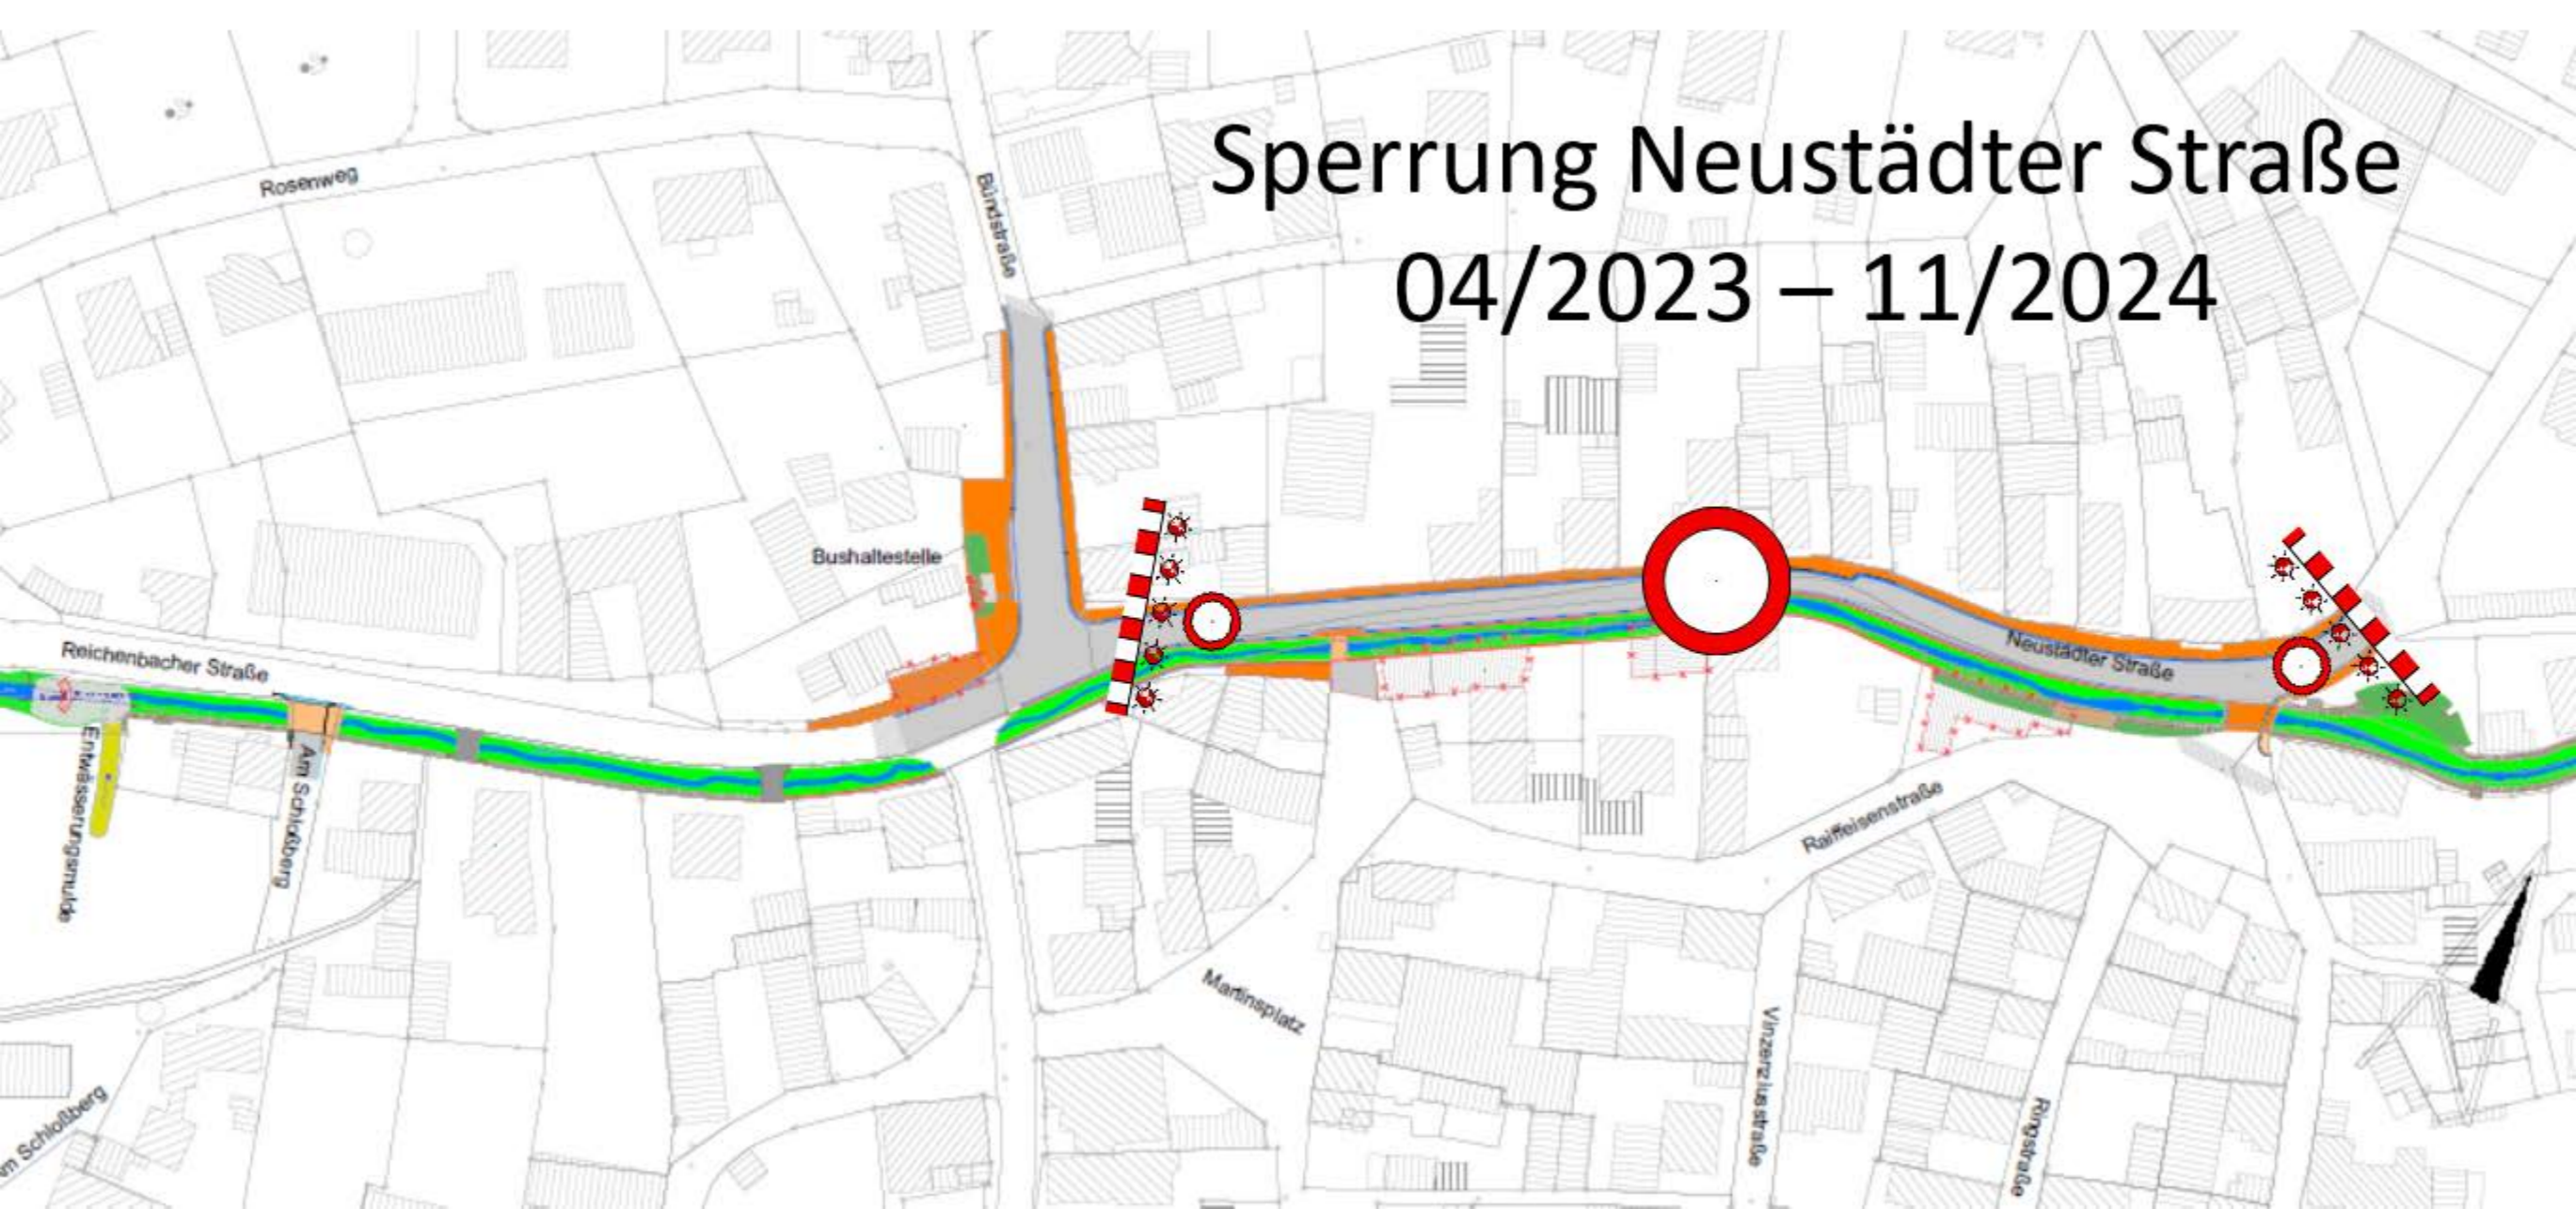 Sperrung Neustädter Straße
04/2023 – 11/2024
Rosenweg
Bündstraße
Bushaltestelle
Reichenbacher Straße
Neustädter Straße
Entwässerungsmulde
Am Schloßberg
Raiffeisenstraße
Martinsplatz
Vinzenziusstraße
Ringstraße
m Schloßberg